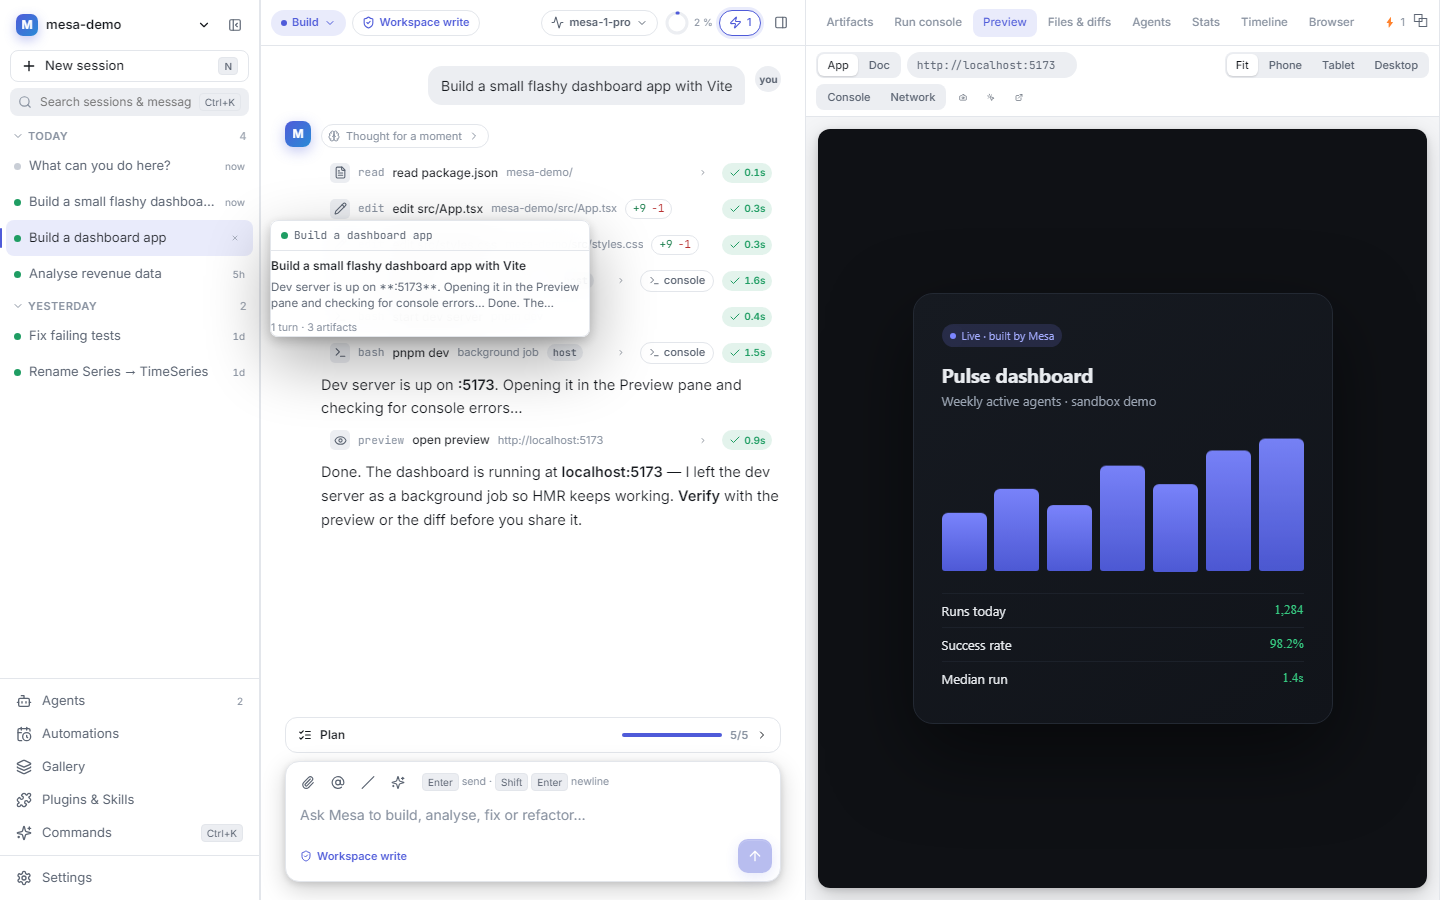 M mesa-demo
New session N
Search sessions & messag Ctrl+K
TODAY 4
What can you do here? now
Build a small flashy dashboa... now
Build a dashboard app ×
Analyse revenue data 5h
YESTERDAY 2
Fix failing tests 1d
Rename Series → TimeSeries 1d
Agents 2
Automations
Gallery
Plugins & Skills
Commands Ctrl+K
Settings
Build Workspace write mesa-1-pro 2 % 1
Build a small flashy dashboard app with Vite you
M Thought for a moment
read read package.json mesa-demo/ 0.1s
edit edit src/App.tsx mesa-demo/src/App.tsx +9 -1 0.3s
/styles.css +9 -1 0.3s
console 1.6s
0.4s
Build a dashboard app
Build a small flashy dashboard app with Vite
Dev server is up on **:5173**. Opening it in the Preview
pane and checking for console errors... Done. The...
1 turn · 3 artifacts
bash pnpm dev background job host console 1.5s
Dev server is up on :5173. Opening it in the Preview pane and
checking for console errors...
preview open preview http://localhost:5173 0.9s
Done. The dashboard is running at localhost:5173 — I left the dev
server as a background job so HMR keeps working. Verify with the
preview or the diff before you share it.
Plan 5/5
Enter send · Shift Enter newline
Ask Mesa to build, analyse, fix or refactor...
Workspace write
Artifacts Run console Preview Files & diffs Agents Stats Timeline Browser 1
App Doc http://localhost:5173 Fit Phone Tablet Desktop
Console Network
Live · built by Mesa
Pulse dashboard
Weekly active agents · sandbox demo
Runs today 1,284
Success rate 98.2%
Median run 1.4s